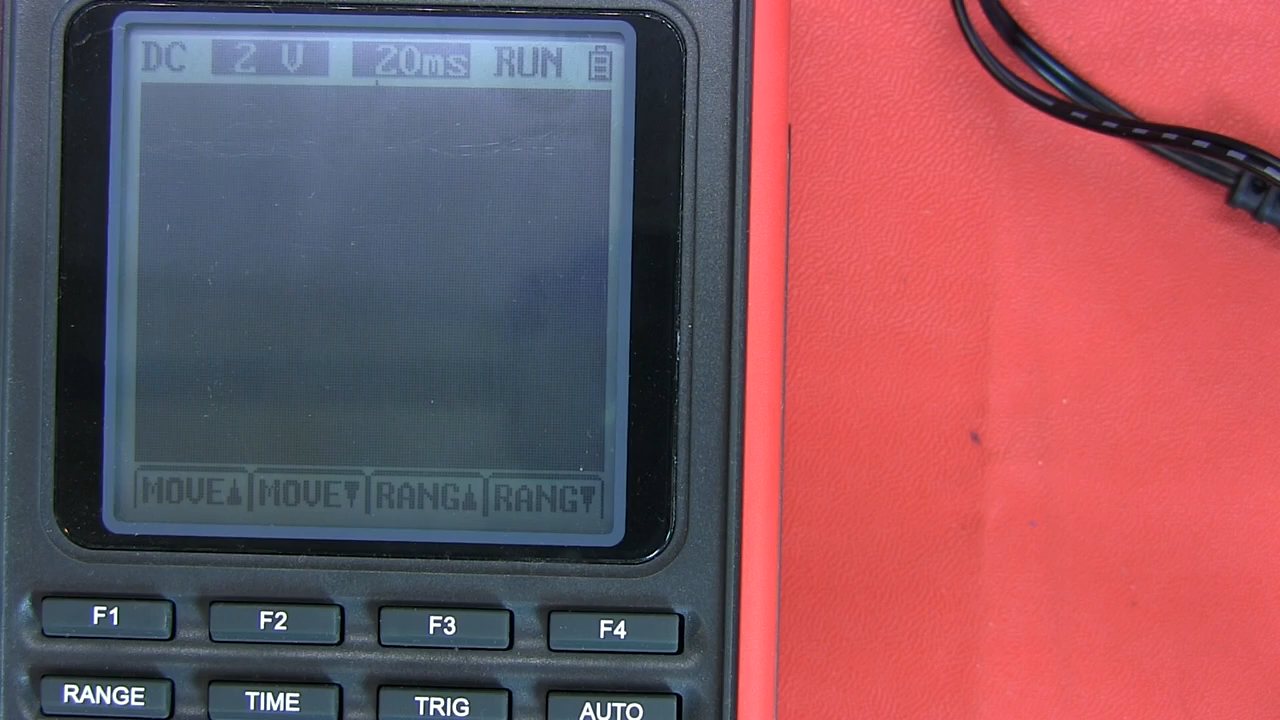 DC 2 V 20ms RUN
MOVE▲ MOVE▼ RANG▲ RANG▼
F1 F2 F3 F4
RANGE TIME TRIG AUTO